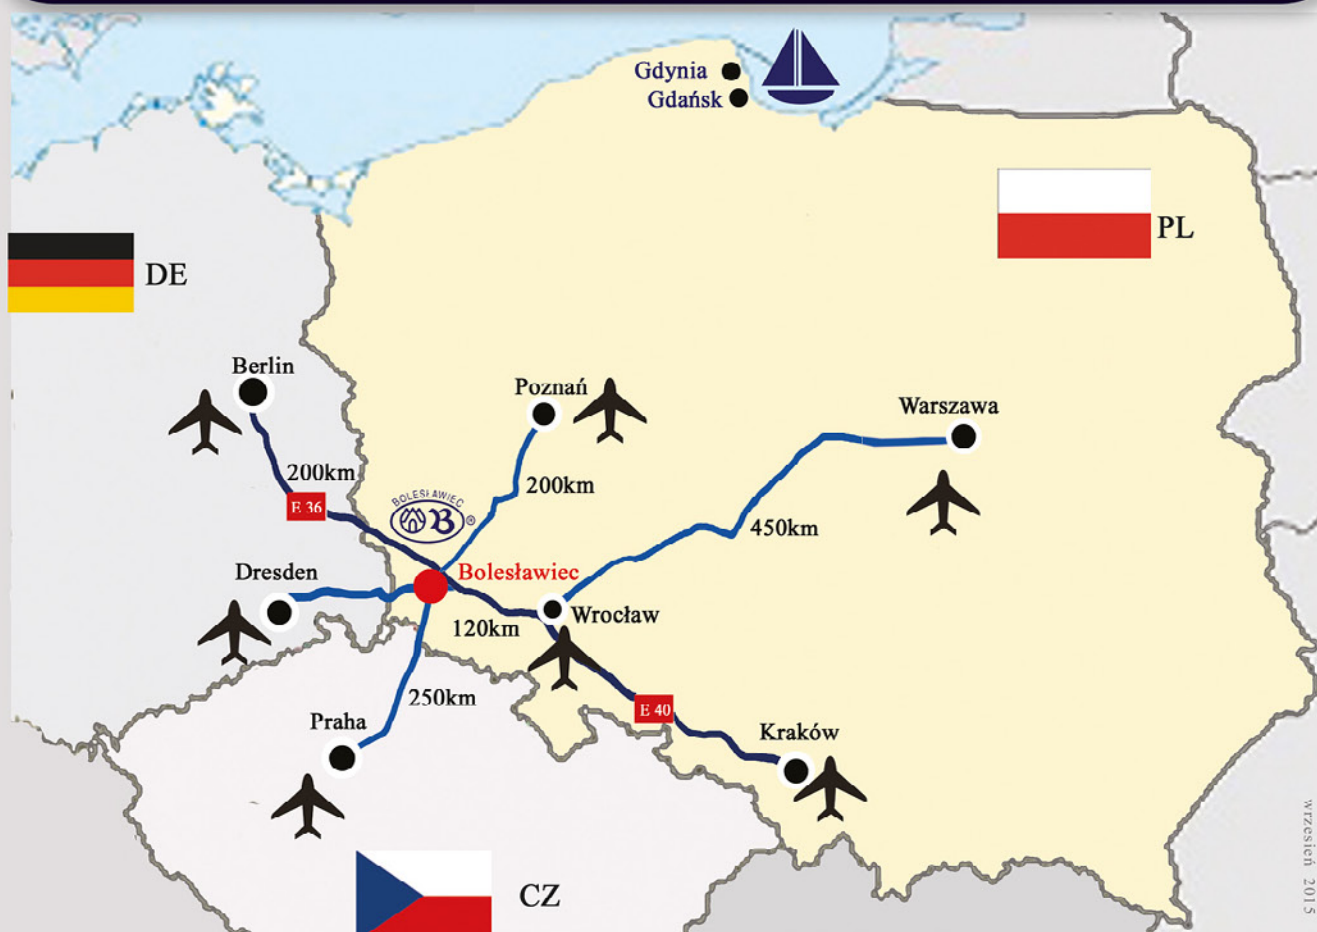 Gdynia
Gdańsk
PL
DE
Berlin
Poznań
Warszawa
200km
E 36
200km
BOLESŁAWIEC
B ®
450km
Dresden
Bolesławiec
Wrocław
120km
250km
E 40
Praha
Kraków
CZ
wrzesień 2015